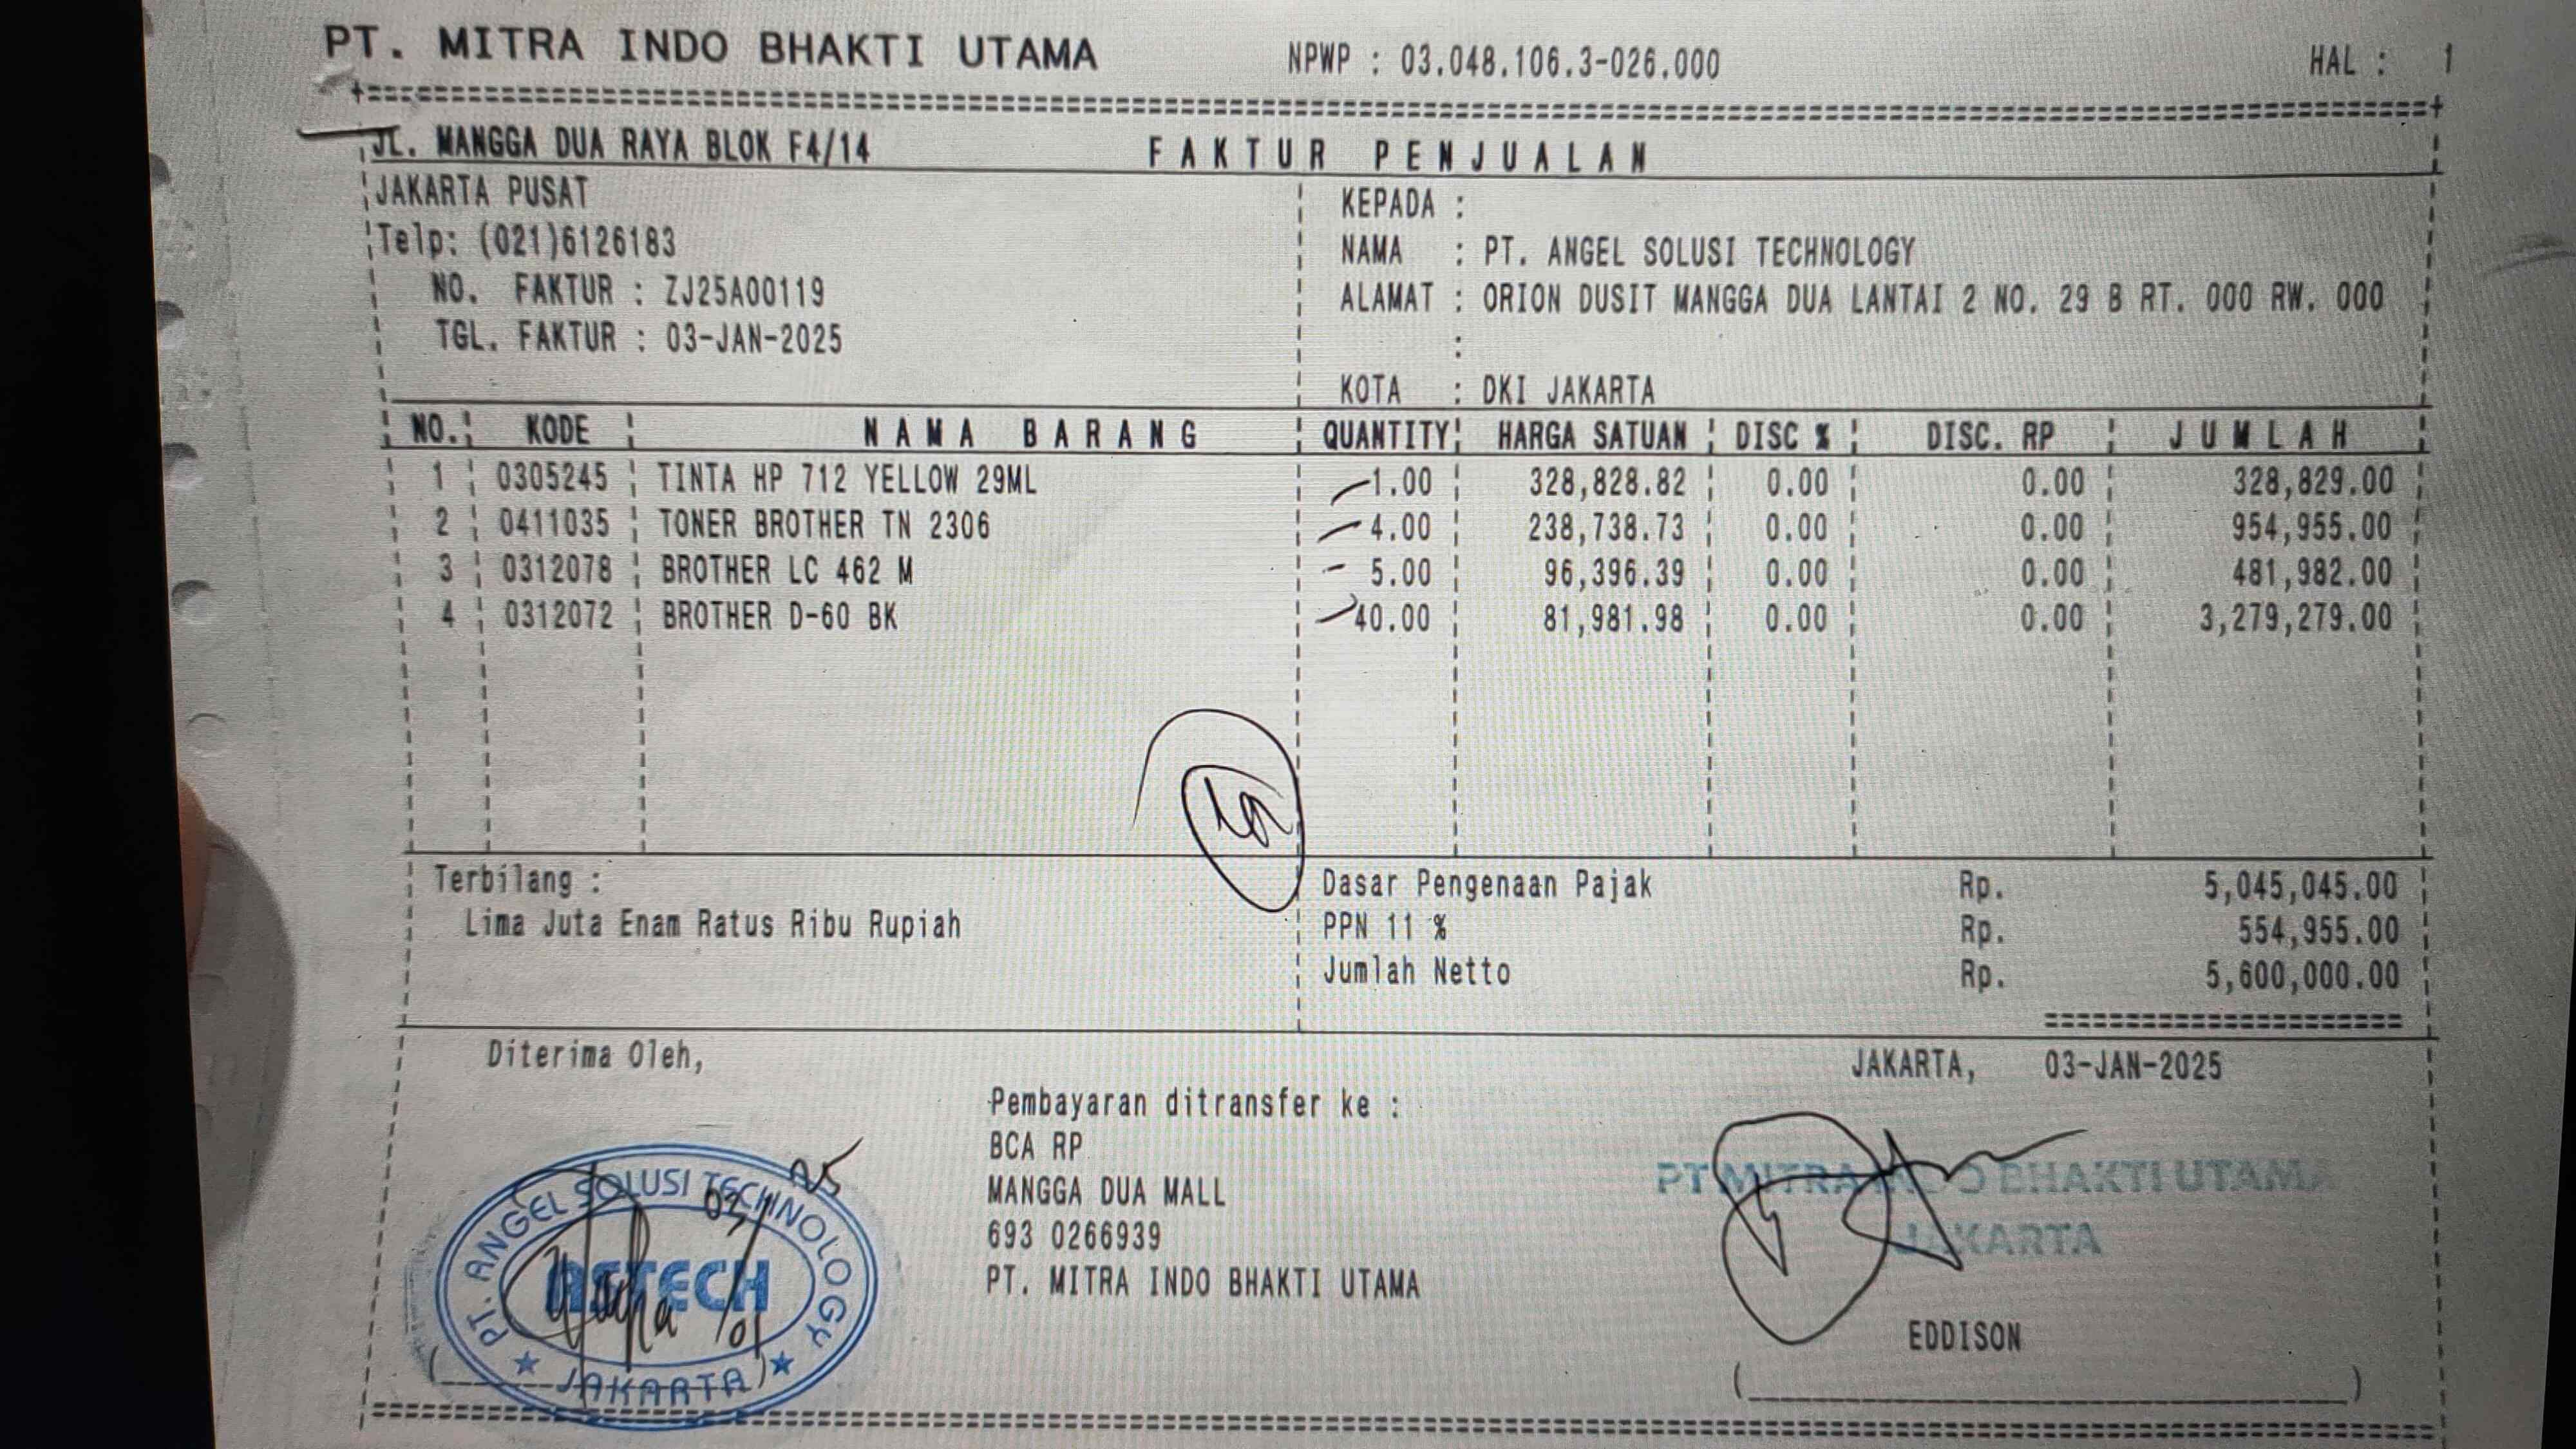 PT. MITRA INDO BHAKTI UTAMA NPWP : 03.048.106.3-026.000 HAL : 1
JL. MANGGA DUA RAYA BLOK F4/14 FAKTUR PENJUALAN
JAKARTA PUSAT
Telp: (021)6126183
NO. FAKTUR : ZJ25A00119
TGL. FAKTUR : 03-JAN-2025
KEPADA :
NAMA : PT. ANGEL SOLUSI TECHNOLOGY
ALAMAT : ORION DUSIT MANGGA DUA LANTAI 2 NO. 29 B RT. 000 RW. 000
:
KOTA : DKI JAKARTA
NO. KODE NAMA BARANG QUANTITY HARGA SATUAN DISC % DISC. RP JUMLAH
1 0305245 TINTA HP 712 YELLOW 29ML 1.00 328,828.82 0.00 0.00 328,829.00
2 0411035 TONER BROTHER TN 2306 4.00 238,738.73 0.00 0.00 954,955.00
3 0312078 BROTHER LC 462 M 5.00 96,396.39 0.00 0.00 481,982.00
4 0312072 BROTHER D-60 BK 40.00 81,981.98 0.00 0.00 3,279,279.00
Terbilang :
Lima Juta Enam Ratus Ribu Rupiah
Dasar Pengenaan Pajak Rp. 5,045,045.00
PPN 11 % Rp. 554,955.00
Jumlah Netto Rp. 5,600,000.00
Diterima Oleh,
PT. ANGEL SOLUSI TECHNOLOGY
ASTECH
JAKARTA
03/01 25
Pembayaran ditransfer ke :
BCA RP
MANGGA DUA MALL
693 0266939
PT. MITRA INDO BHAKTI UTAMA
JAKARTA, 03-JAN-2025
PT MITRA INDO BHAKTI UTAMA
JAKARTA
EDDISON